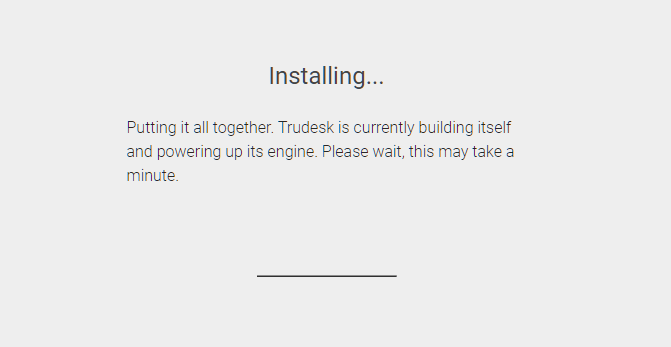 Installing...
Putting it all together. Trudesk is currently building itself
and powering up its engine. Please wait, this may take a
minute.